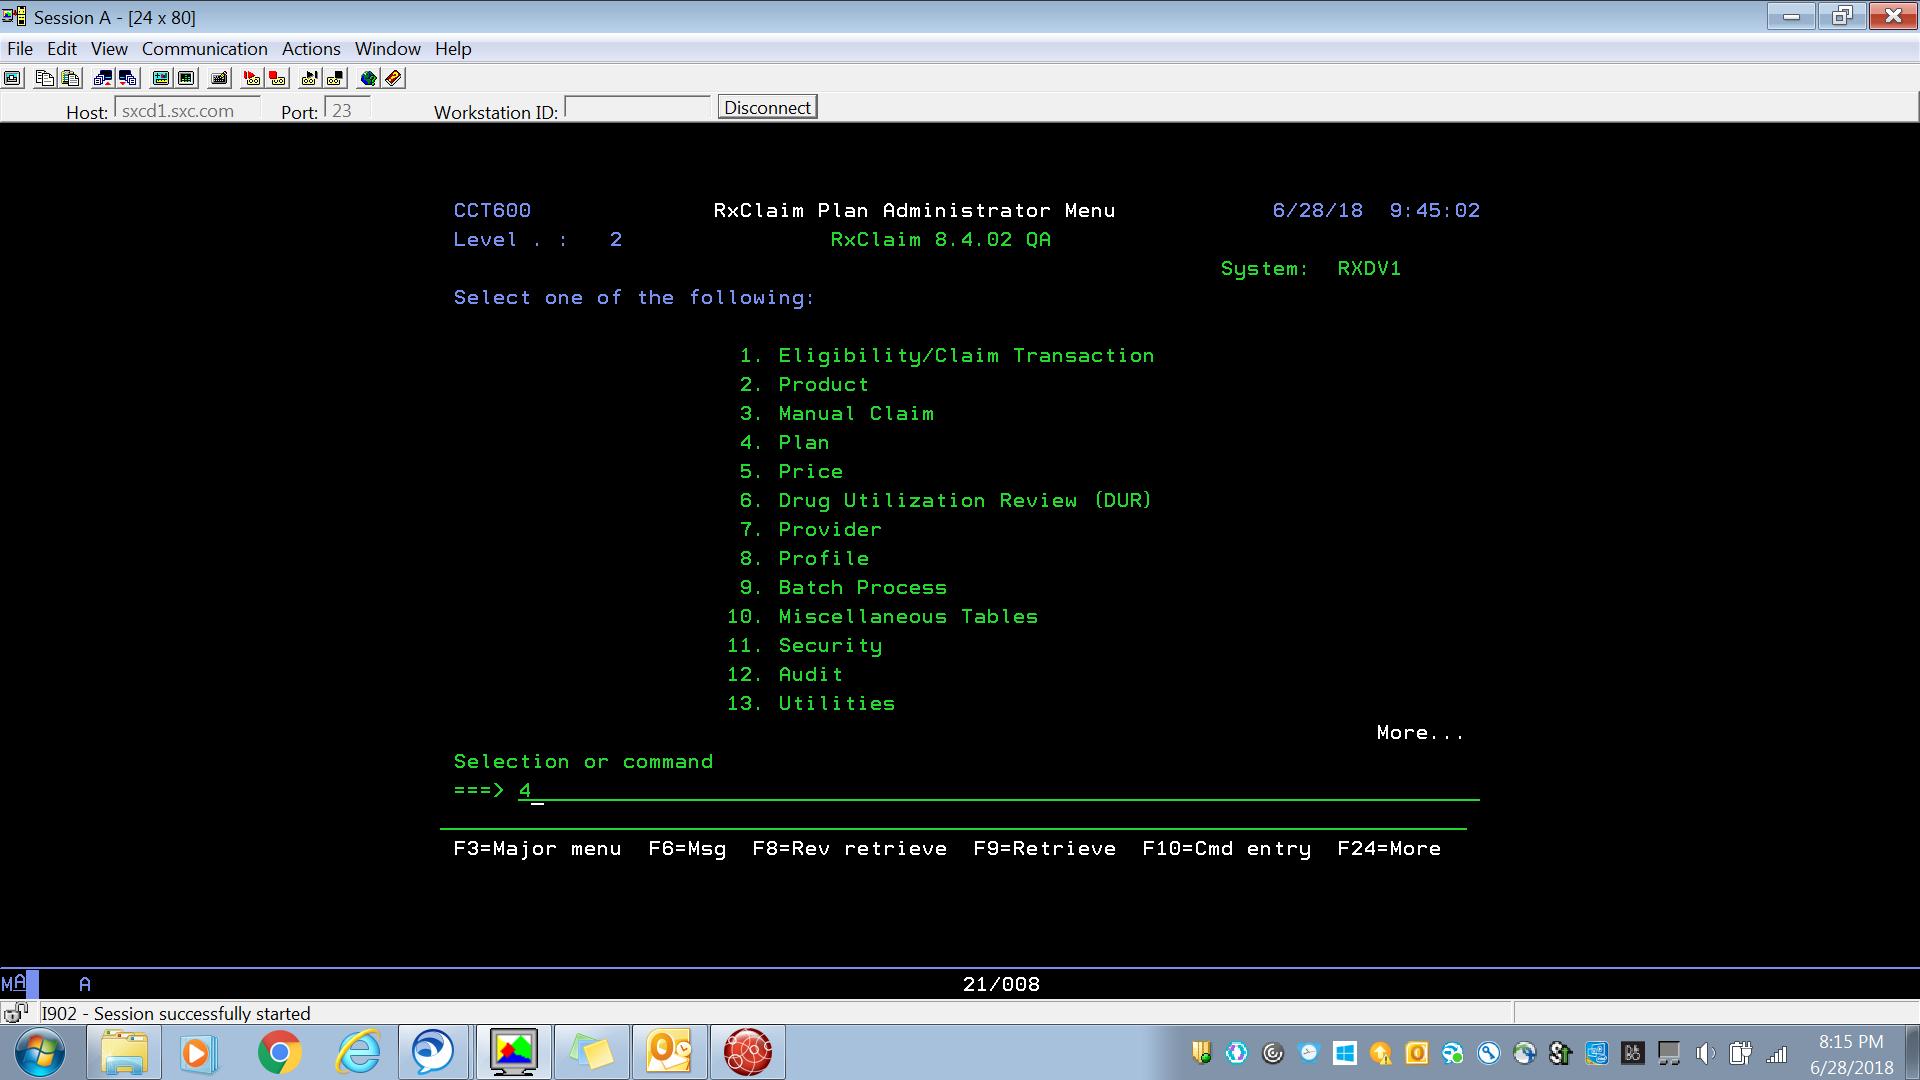 Session A - [24 x 80]
File Edit View Communication Actions Window Help
Host: sxcd1.sxc.com Port: 23 Workstation ID: Disconnect
CCT600 RxClaim Plan Administrator Menu 6/28/18 9:45:02
Level . : 2 RxClaim 8.4.02 QA
System: RXDV1
Select one of the following:
1. Eligibility/Claim Transaction
2. Product
3. Manual Claim
4. Plan
5. Price
6. Drug Utilization Review (DUR)
7. Provider
8. Profile
9. Batch Process
10. Miscellaneous Tables
11. Security
12. Audit
13. Utilities
More...
Selection or command
===> 4
F3=Major menu F6=Msg F8=Rev retrieve F9=Retrieve F10=Cmd entry F24=More
MA A 21/008
I902 - Session successfully started
8:15 PM
6/28/2018